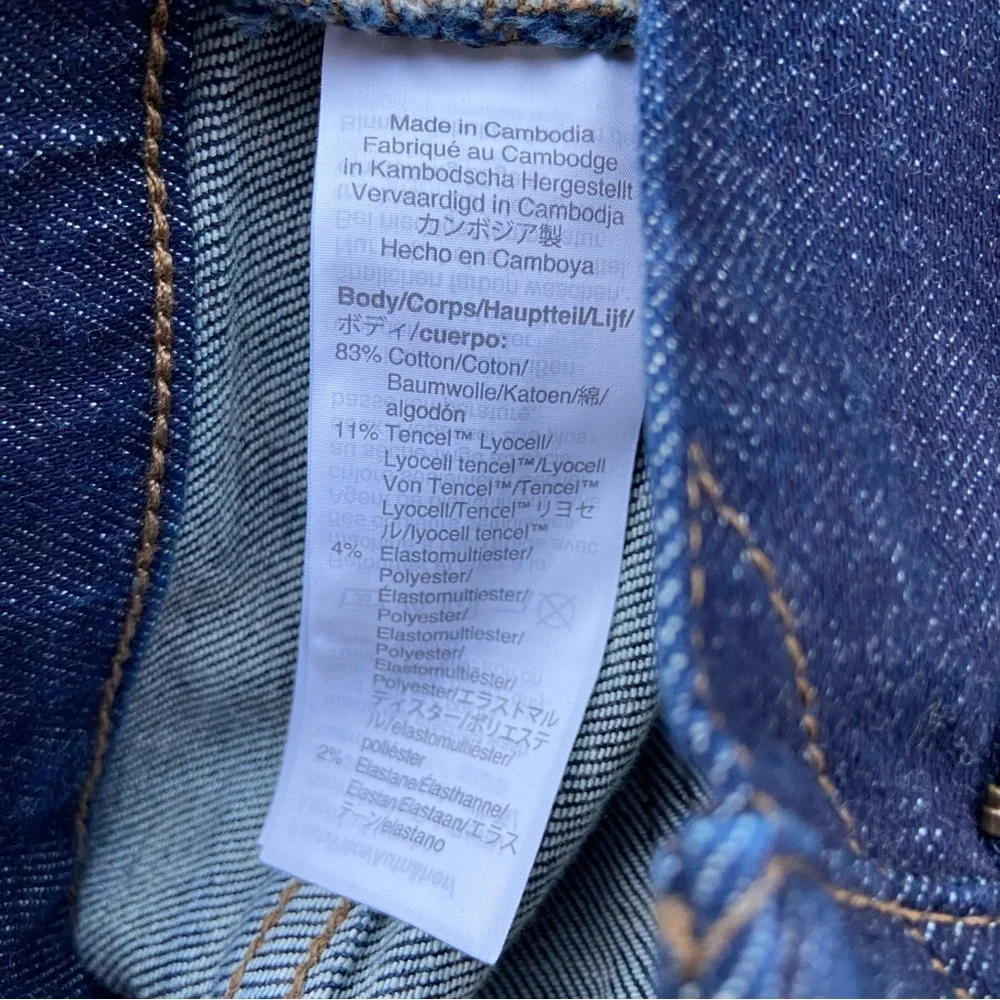 Made in Cambodia
Fabriqué au Cambodge
in Kambodscha Hergestellt
Vervaardigd in Cambodja
カンボジア製
Hecho en Camboya
Body/Corps/Hauptteil/Lijf/
ボディ/cuerpo:
83% Cotton/Coton/
Baumwolle/Katoen/綿/
algodón
11% Tencel™ Lyocell/
Lyocell tencel™/Lyocell
Von Tencel™/Tencel™
Lyocell/Tencel™ リヨセ
ル/lyocell tencel™
4% Elastomultiester/
Polyester/
Élastomultiester/
Polyester/
Elastomultiester/
Polyester/
Elastomultiester/
Polyester/エラストマル
ティスター/ポリエステ
ル/elastomultiéster/
poliéster
2% Elastane/Élasthanne/
Elastan/Elastaan/エラス
テーン/elastano